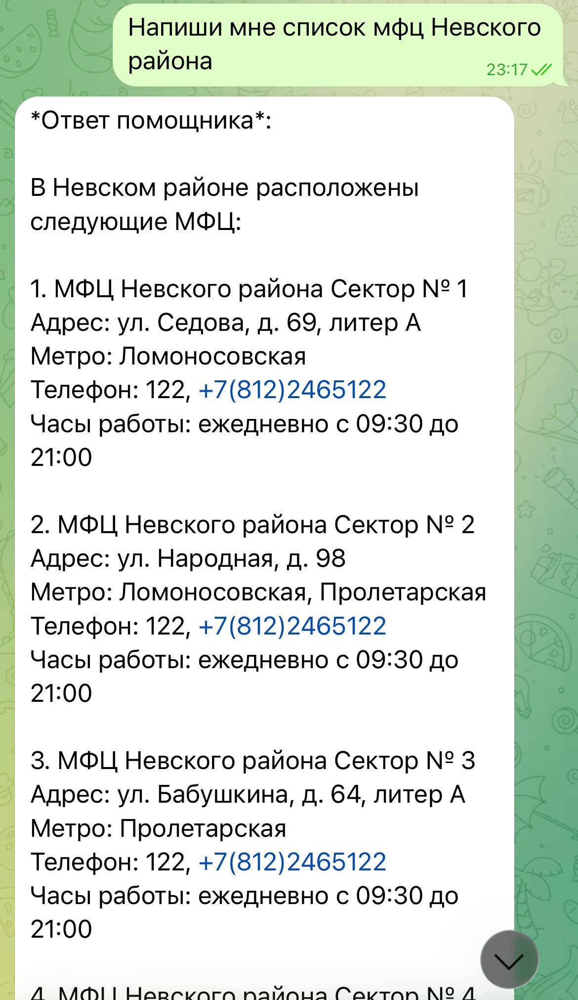 Напиши мне список мфц Невского
района
23:17
*Ответ помощника*:
В Невском районе расположены
следующие МФЦ:
1. МФЦ Невского района Сектор № 1
Адрес: ул. Седова, д. 69, литер А
Метро: Ломоносовская
Телефон: 122, +7(812)2465122
Часы работы: ежедневно с 09:30 до
21:00
2. МФЦ Невского района Сектор № 2
Адрес: ул. Народная, д. 98
Метро: Ломоносовская, Пролетарская
Телефон: 122, +7(812)2465122
Часы работы: ежедневно с 09:30 до
21:00
3. МФЦ Невского района Сектор № 3
Адрес: ул. Бабушкина, д. 64, литер А
Метро: Пролетарская
Телефон: 122, +7(812)2465122
Часы работы: ежедневно с 09:30 до
21:00
4. МФЦ Невского района Сектор № 4